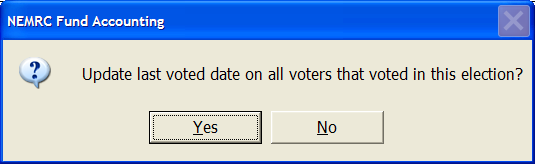 NEMRC Fund Accounting
Update last voted date on all voters that voted in this election?
Yes
No